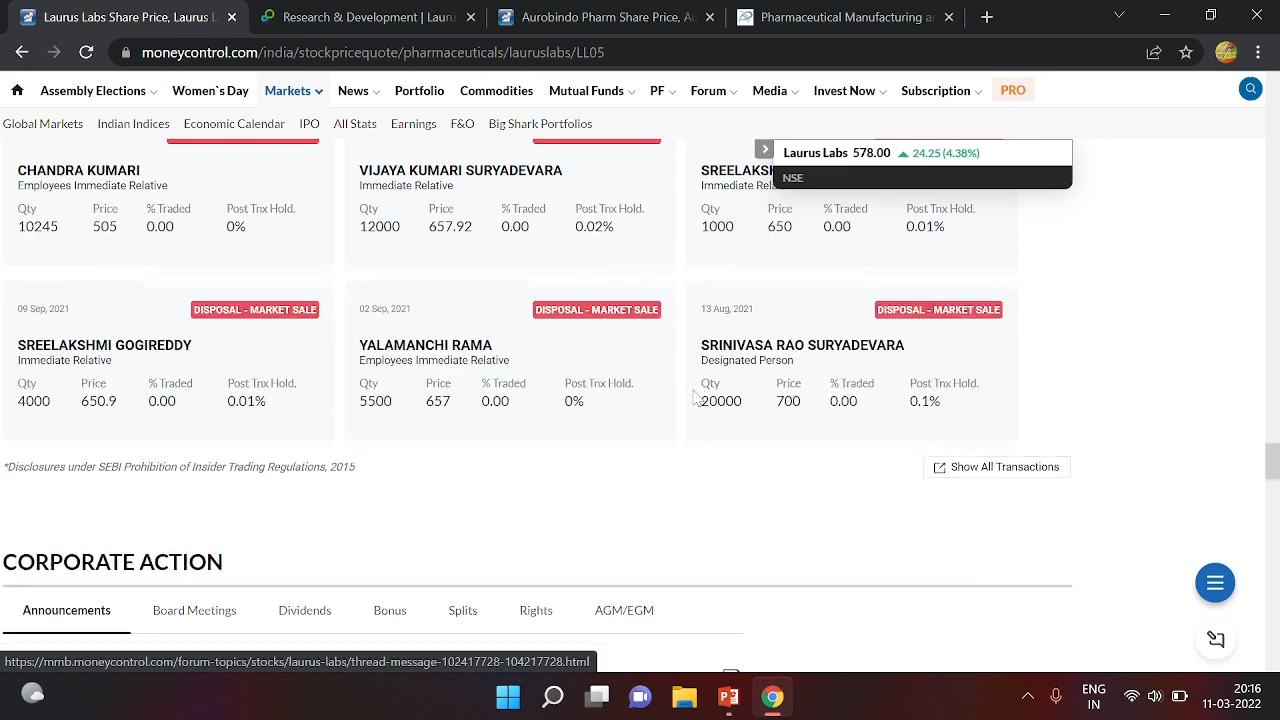 Laurus Labs Share Price, Laurus L
Research & Development | Laurus
Aurobindo Pharm Share Price, Au
Pharmaceutical Manufacturing an
moneycontrol.com/india/stockpricequote/pharmaceuticals/lauruslabs/LL05
Assembly Elections Women`s Day Markets News Portfolio Commodities Mutual Funds PF Forum Media Invest Now Subscription PRO
Global Markets Indian Indices Economic Calendar IPO All Stats Earnings F&O Big Shark Portfolios
Laurus Labs 578.00 24.25 (4.38%)
NSE
CHANDRA KUMARI
Employees Immediate Relative
Qty Price % Traded Post Tnx Hold.
10245 505 0.00 0%
VIJAYA KUMARI SURYADEVARA
Immediate Relative
Qty Price % Traded Post Tnx Hold.
12000 657.92 0.00 0.02%
SREELAKS
Immediate Rela
Qty Price % Traded Post Tnx Hold.
1000 650 0.00 0.01%
09 Sep, 2021 DISPOSAL - MARKET SALE
SREELAKSHMI GOGIREDDY
Immediate Relative
Qty Price % Traded Post Tnx Hold.
4000 650.9 0.00 0.01%
02 Sep, 2021 DISPOSAL - MARKET SALE
YALAMANCHI RAMA
Employees Immediate Relative
Qty Price % Traded Post Tnx Hold.
5500 657 0.00 0%
13 Aug, 2021 DISPOSAL - MARKET SALE
SRINIVASA RAO SURYADEVARA
Designated Person
Qty Price % Traded Post Tnx Hold.
20000 700 0.00 0.1%
*Disclosures under SEBI Prohibition of Insider Trading Regulations, 2015
Show All Transactions
CORPORATE ACTION
Announcements Board Meetings Dividends Bonus Splits Rights AGM/EGM
https://mmb.moneycontrol.com/forum-topics/stocks/laurus-labs/thread-message-102417728-104217728.html
ENG
IN
20:16
11-03-2022